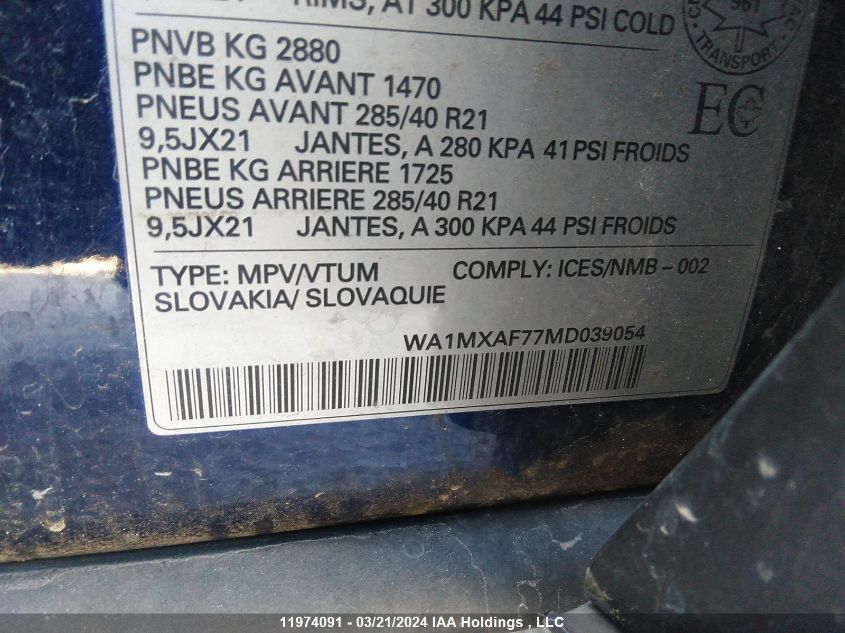 RIMS, AT 300 KPA 44 PSI COLD
PNVB KG 2880
PNBE KG AVANT 1470
PNEUS AVANT 285/40 R21
9,5JX21 JANTES, A 280 KPA 41 PSI FROIDS
PNBE KG ARRIERE 1725
PNEUS ARRIERE 285/40 R21
9,5JX21 JANTES, A 300 KPA 44 PSI FROIDS
961
TRANSPORT
EC
TYPE: MPV/VTUM COMPLY: ICES/NMB – 002
SLOVAKIA/ SLOVAQUIE
WA1MXAF77MD039054
11974091 - 03/21/2024 IAA Holdings , LLC